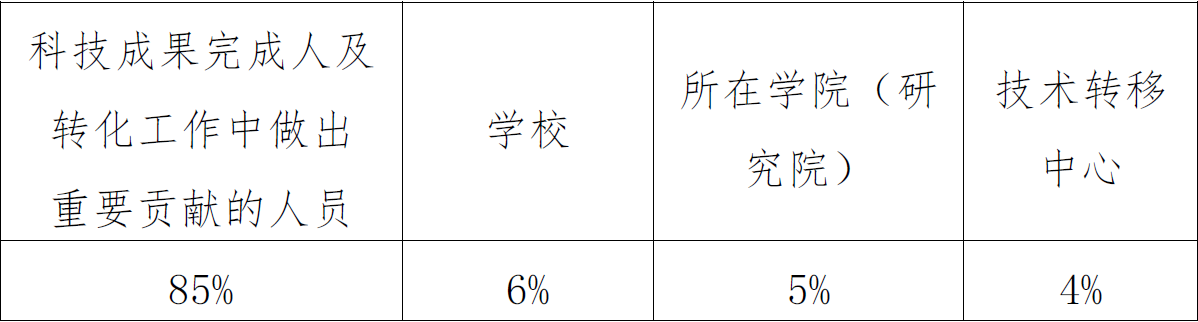 科技成果完成人及
转化工作中做出
重要贡献的人员
学校
所在学院（研
究院）
技术转移
中心
85%
6%
5%
4%